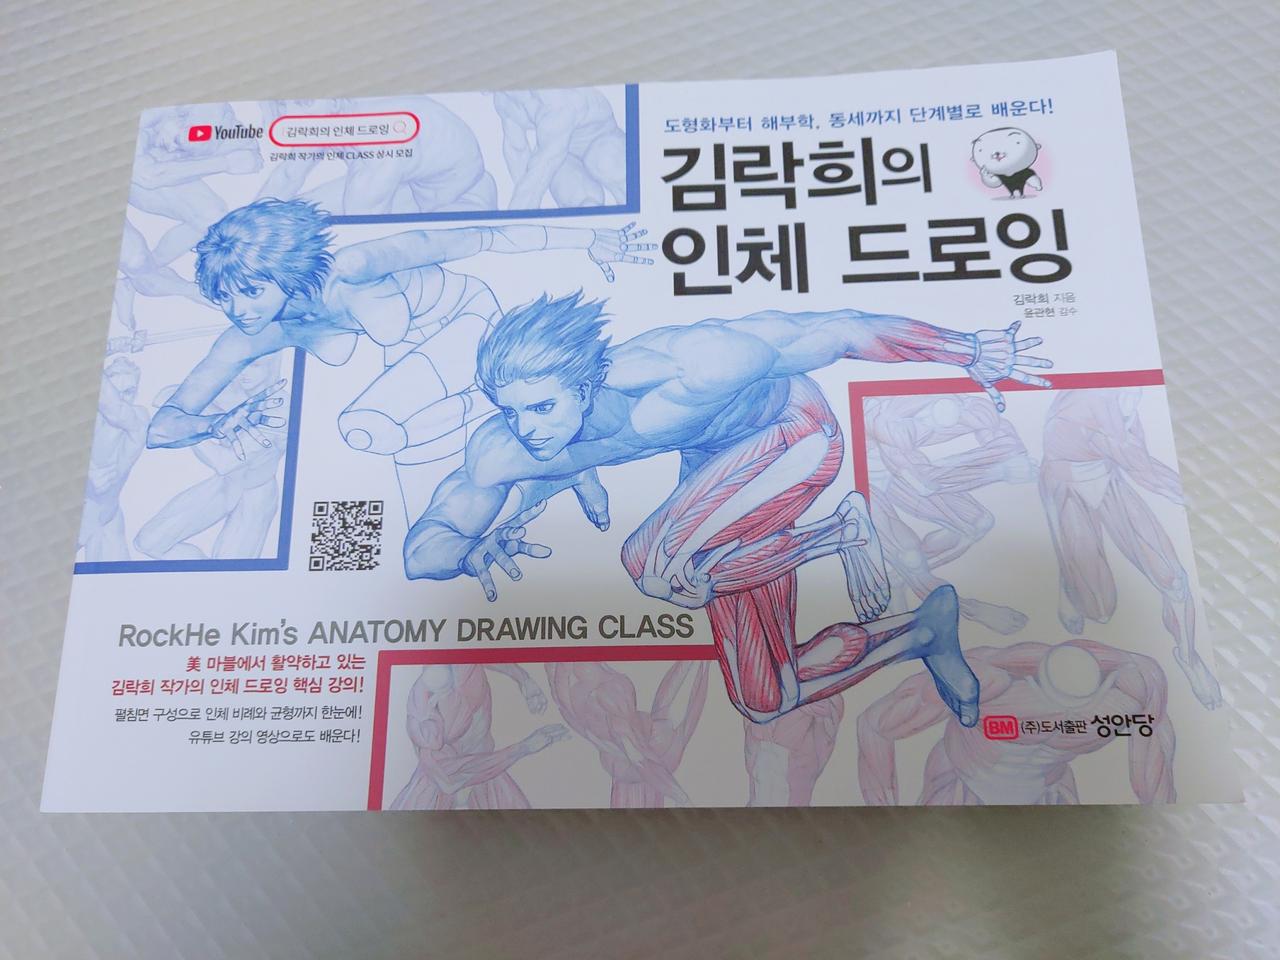 YouTube 김락희의 인체 드로잉
김락희 작가의 인체 CLASS 상시 모집
도형화부터 해부학, 동세까지 단계별로 배운다!
김락희의
인체 드로잉
김락희 지음
윤관현 감수
RockHe Kim's ANATOMY DRAWING CLASS
美 마블에서 활약하고 있는
김락희 작가의 인체 드로잉 핵심 강의!
펼침면 구성으로 인체 비례와 균형까지 한눈에!
유튜브 강의 영상으로도 배운다!
BM (주)도서출판 성안당